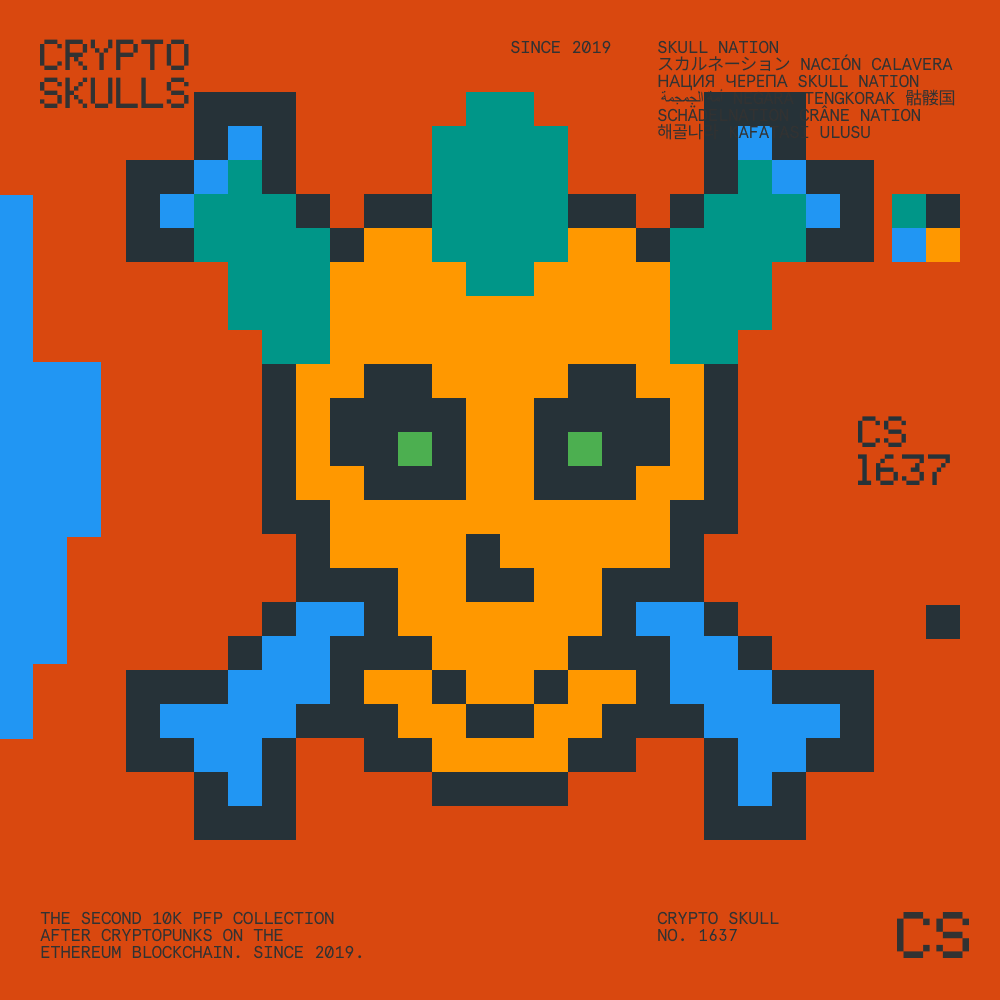 CRYPTO
SKULLS
SINCE 2019
SKULL NATION
スカルネーション NACIÓN CALAVERA
НАЦИЯ ЧЕРЕПА SKULL NATION
TENGKORAK 骷髅国
CRÂNE NATION
해골나 KAFA ULUSU
CS
1637
THE SECOND 10K PFP COLLECTION
AFTER CRYPTOPUNKS ON THE
ETHEREUM BLOCKCHAIN. SINCE 2019.
CRYPTO SKULL
NO. 1637
CS